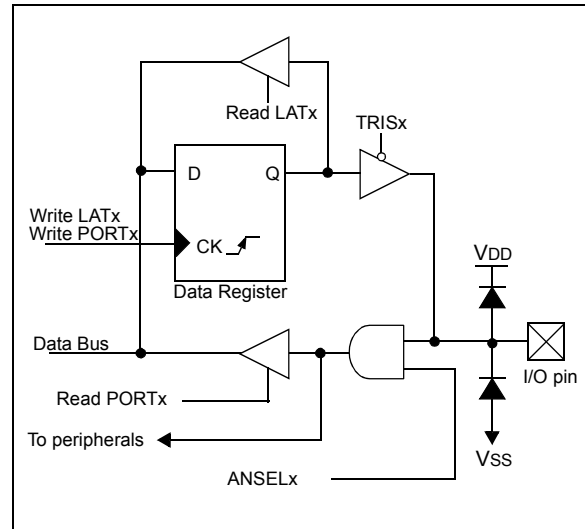 Read LATx
TRISx
D Q
Write LATx
Write PORTx
CK
Data Register
VDD
Data Bus
I/O pin
Read PORTx
To peripherals
VSS
ANSELx